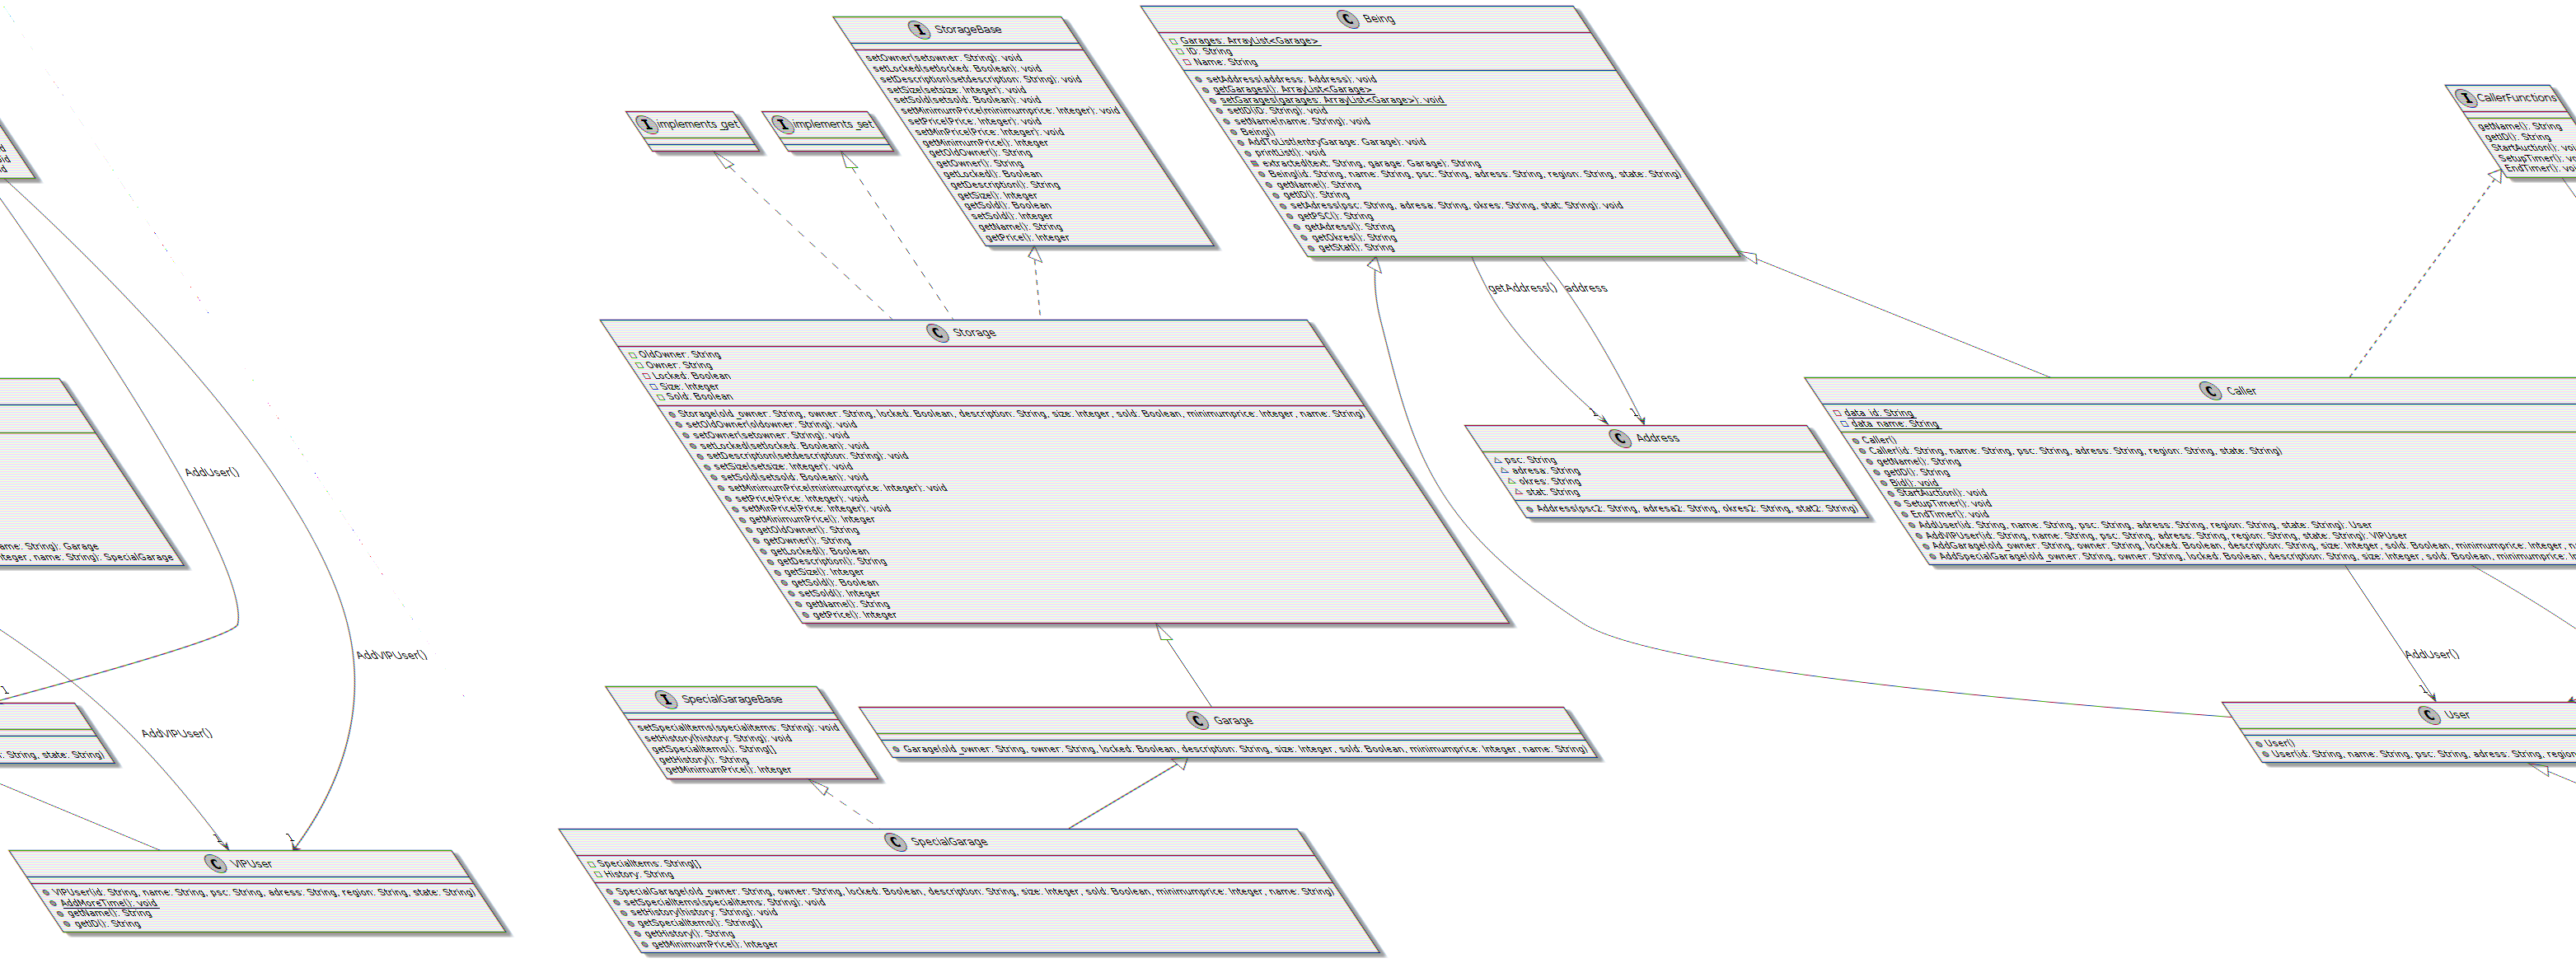 StorageBase
setOwner(setowner: String): void
setLocked(setlocked: Boolean): void
setDescription(setdescription: String): void
setSize(setsize: Integer): void
setSold(setsold: Boolean): void
setMinimumPrice(minimumprice: Integer): void
setPrice(Price: Integer): void
setMinPrice(Price: Integer): void
getMinimumPrice(): Integer
getOldOwner(): String
getOwner(): String
getLocked(): Boolean
getDescription(): String
getSize(): Integer
getSold(): Boolean
setSold(): Integer
getName(): String
getPrice(): Integer
Being
Garages: ArrayList<Garage>
ID: String
Name: String
setAddress(address: Address): void
getGarages(): ArrayList<Garage>
setGarages(garages: ArrayList<Garage>): void
setID(ID: String): void
setName(name: String): void
Being()
AddToList(entryGarage: Garage): void
printList(): void
extracted(text: String, garage: Garage): String
Being(id: String, name: String, psc: String, adress: String, region: String, state: String)
getName(): String
getID(): String
setAdress(psc: String, adresa: String, okres: String, stat: String): void
getPSC(): String
getAdress(): String
getOkres(): String
getStat(): String
CallerFunctions
getName(): String
getID(): String
StartAuction(): voi
SetupTimer(): vo
EndTimer(): voi
implements_get
implements_set
getAddress()
address
Storage
OldOwner: String
Owner: String
Locked: Boolean
Size: Integer
Sold: Boolean
Storage(old_owner: String, owner: String, locked: Boolean, description: String, size: Integer, sold: Boolean, minimumprice: Integer, name: String)
setOldOwner(oldowner: String): void
setOwner(setowner: String): void
setLocked(setlocked: Boolean): void
setDescription(setdescription: String): void
setSize(setsize: Integer): void
setSold(setsold: Boolean): void
setMinimumPrice(minimumprice: Integer): void
setPrice(Price: Integer): void
setMinPrice(Price: Integer): void
getMinimumPrice(): Integer
getOldOwner(): String
getOwner(): String
getLocked(): Boolean
getDescription(): String
getSize(): Integer
getSold(): Boolean
setSold(): Integer
getName(): String
getPrice(): Integer
1
1
Address
psc: String
adresa: String
okres: String
stat: String
Address(psc2: String, adresa2: String, okres2: String, stat2: String)
Caller
data_id: String
data_name: String
Caller()
Caller(id: String, name: String, psc: String, adress: String, region: String, state: String)
getName(): String
getID(): String
Bid(): void
StartAuction(): void
SetupTimer(): void
EndTimer(): void
AddUser(id: String, name: String, psc: String, adress: String, region: String, state: String): User
AddVIPUser(id: String, name: String, psc: String, adress: String, region: String, state: String): VIPUser
AddGarage(old_owner: String, owner: String, locked: Boolean, description: String, size: Integer, sold: Boolean, minimumprice: Integer, n
AddSpecialGarage(old_owner: String, owner: String, locked: Boolean, description: String, size: Integer, sold: Boolean, minimumprice: I
AddUser()
ame: String): Garage
nteger, name: String): SpecialGarage
AddVIPUser()
AddUser()
1
1
: String, state: String)
AddVIPUser()
SpecialGarageBase
setSpecialItems(specialitems: String): void
setHistory(history: String): void
getSpecialItems(): String[]
getHistory(): String
getMinimumPrice(): Integer
Garage
Garage(old_owner: String, owner: String, locked: Boolean, description: String, size: Integer, sold: Boolean, minimumprice: Integer, name: String)
User
User()
User(id: String, name: String, psc: String, adress: String, region
1
1
VIPUser
VIPUser(id: String, name: String, psc: String, adress: String, region: String, state: String)
AddMoreTime(): void
getName(): String
getID(): String
SpecialGarage
SpecialItems: String[]
History: String
SpecialGarage(old_owner: String, owner: String, locked: Boolean, description: String, size: Integer, sold: Boolean, minimumprice: Integer, name: String)
setSpecialItems(specialitems: String): void
setHistory(history: String): void
getSpecialItems(): String[]
getHistory(): String
getMinimumPrice(): Integer